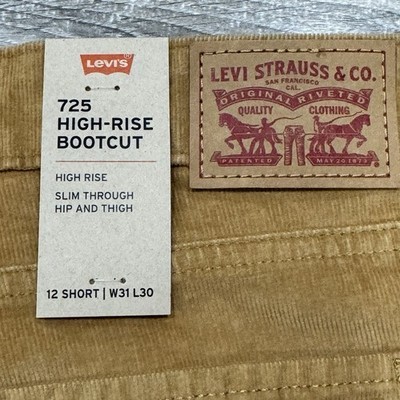 LEVI'S
725
HIGH-RISE
BOOTCUT
HIGH RISE
SLIM THROUGH
HIP AND THIGH
12 SHORT | W31 L30
LEVI STRAUSS & CO.
SAN FRANCISCO
CAL.
ORIGINAL RIVETED
QUALITY CLOTHING
PATENTED MAY 20 1873